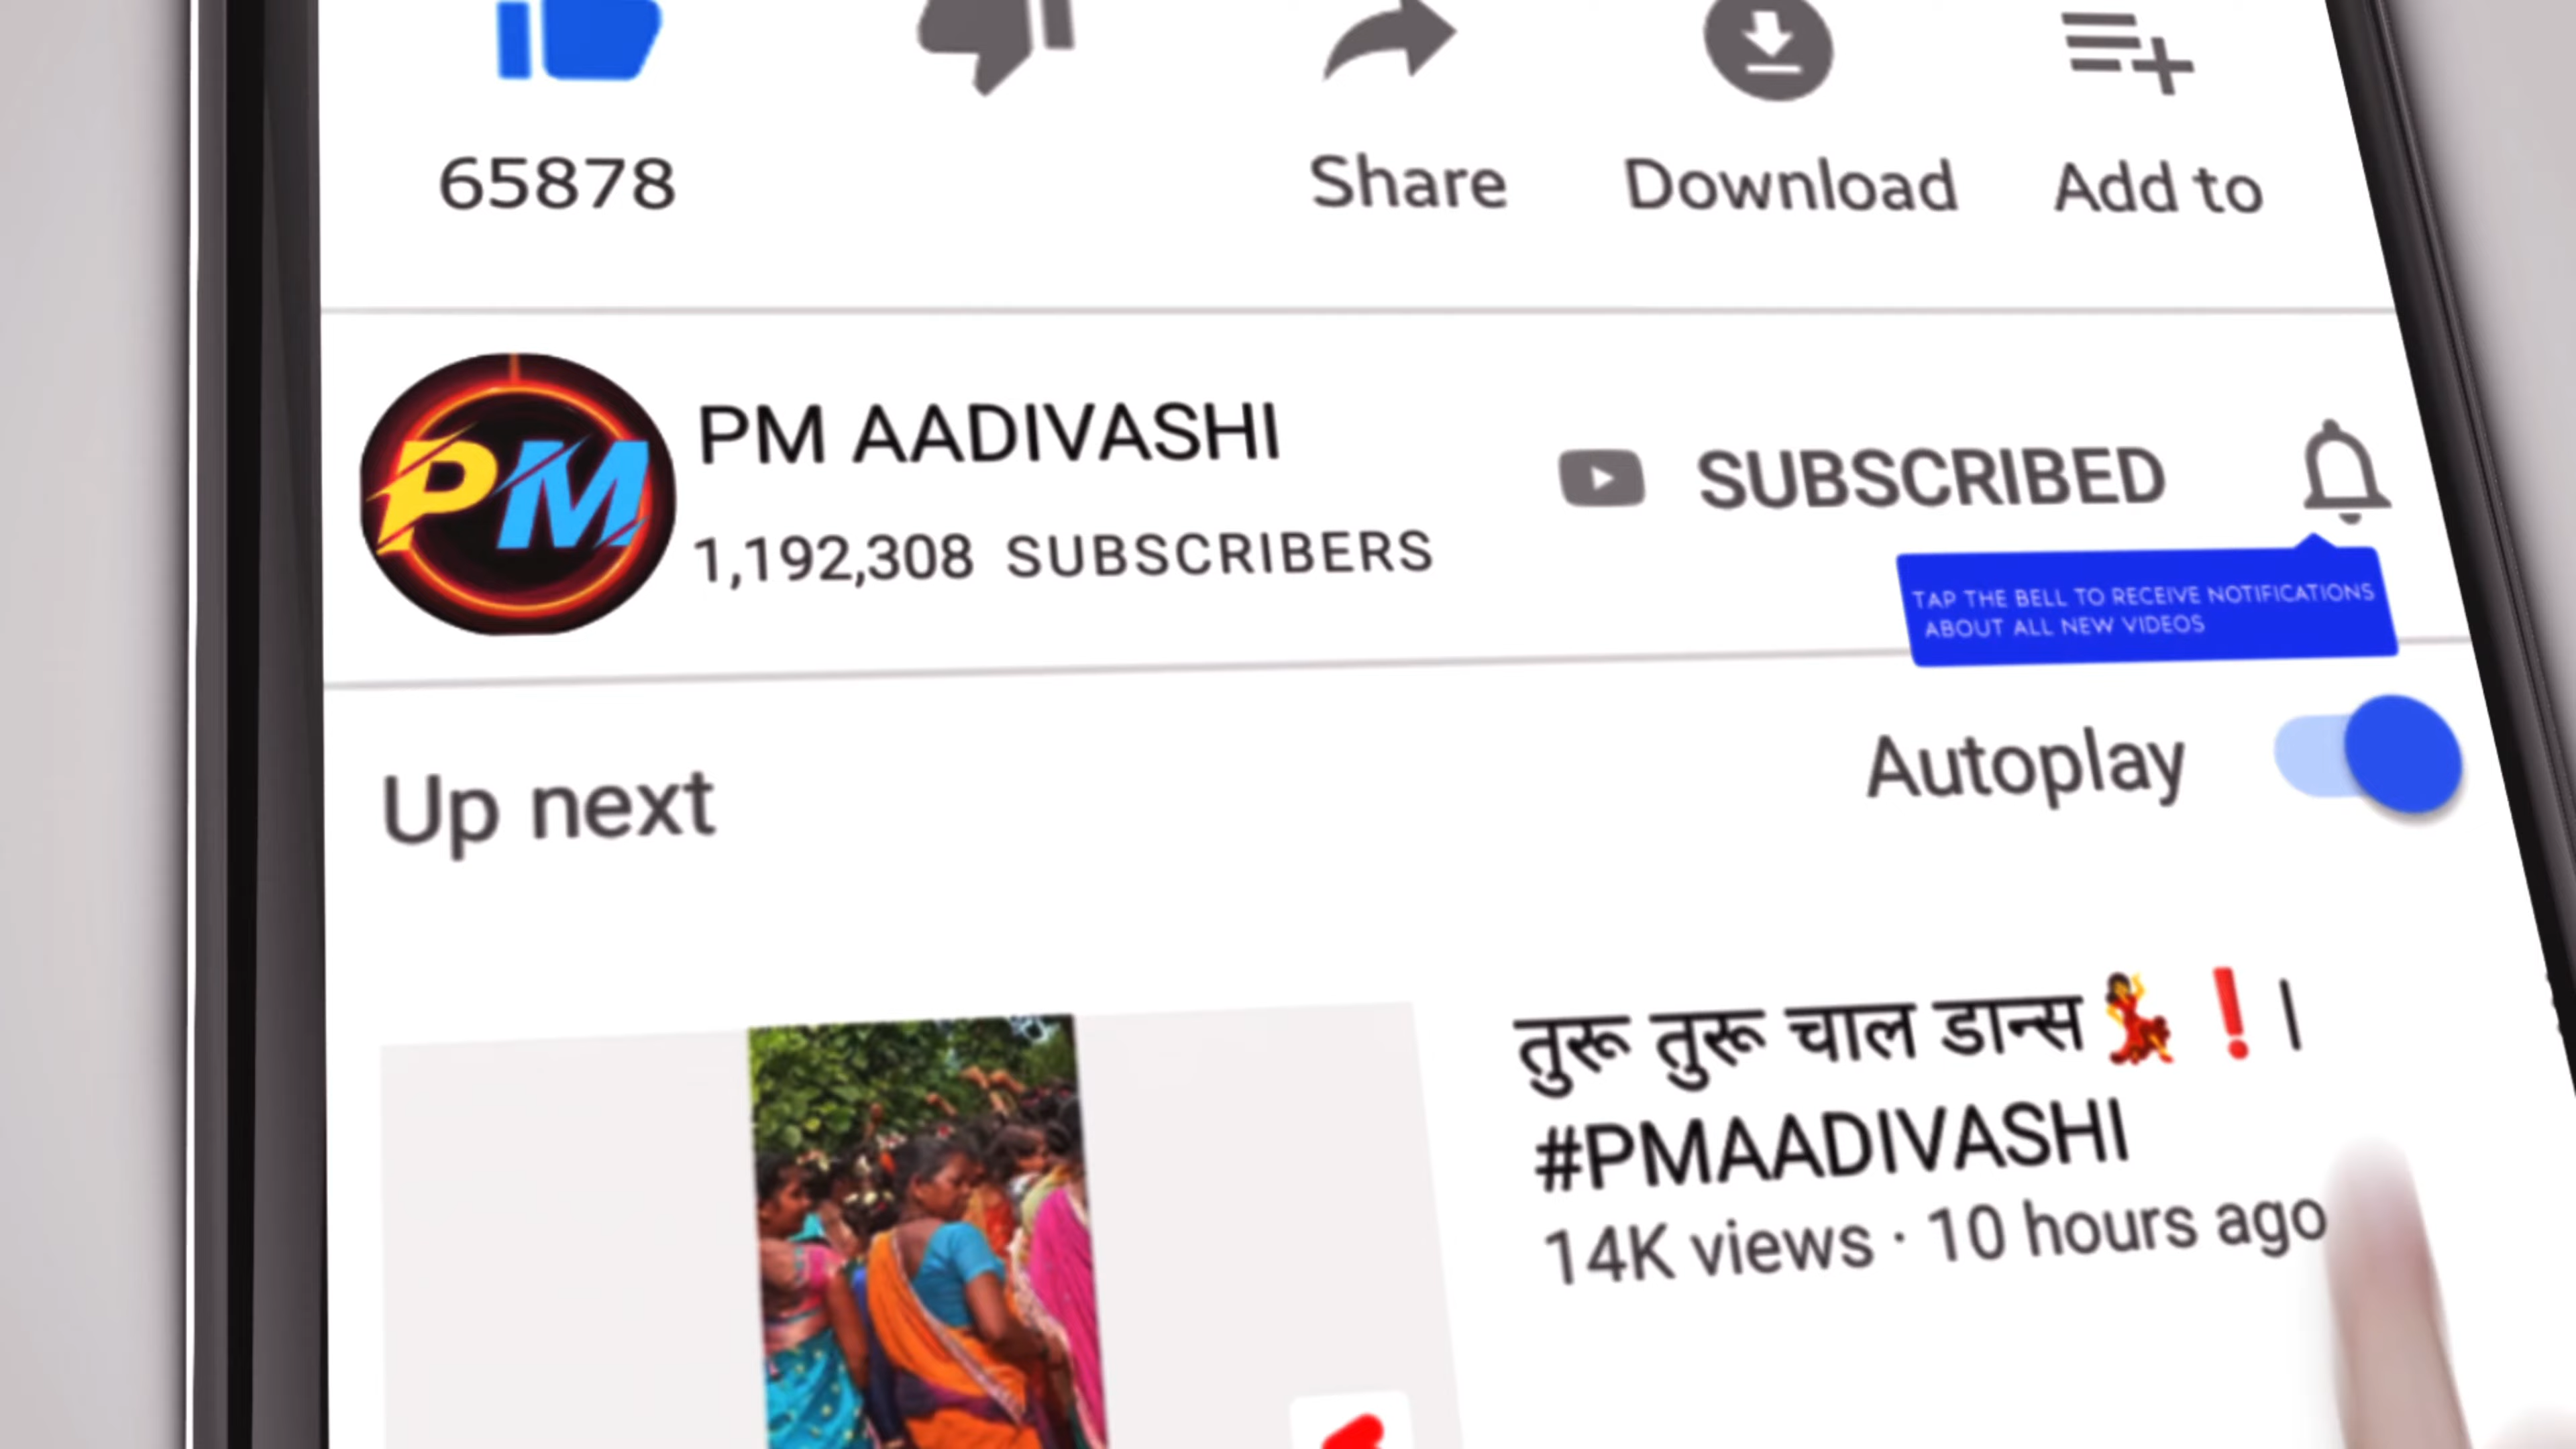 65878
Share
Download
Add to
PM
PM AADIVASHI
1,192,308 SUBSCRIBERS
SUBSCRIBED
TAP THE BELL TO RECEIVE NOTIFICATIONS
ABOUT ALL NEW VIDEOS
Up next
Autoplay
तुरू तुरू चाल डान्स💃❗|
#PMAADIVASHI
14K views · 10 hours ago